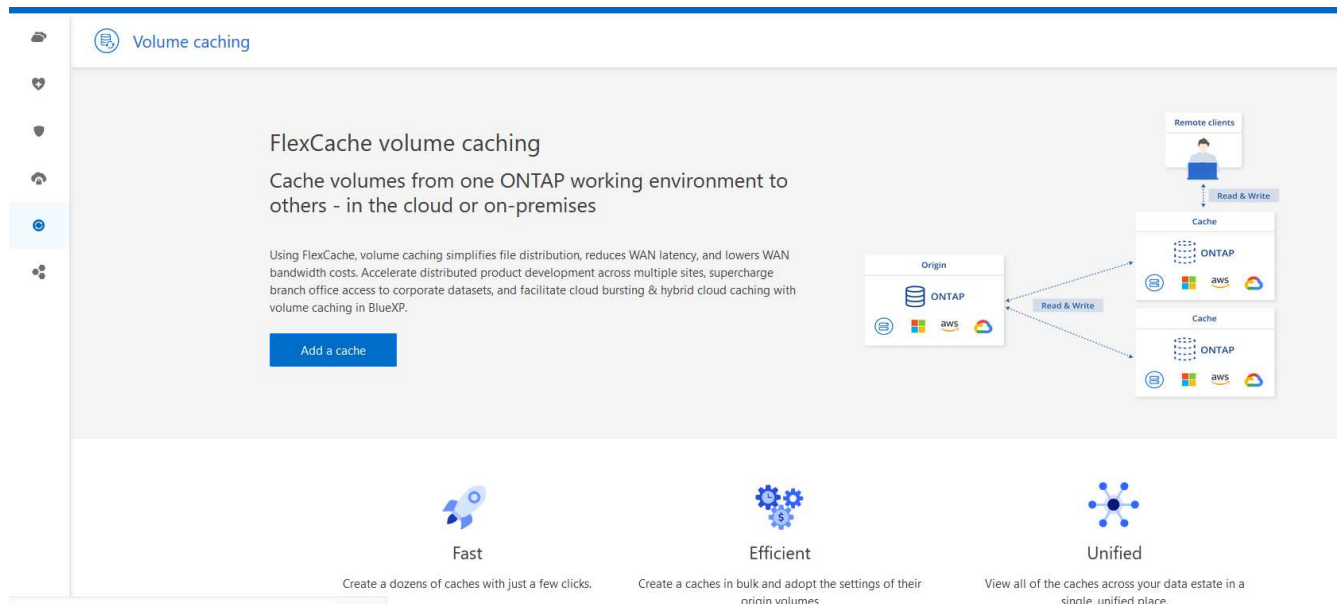 Volume caching
FlexCache volume caching
Cache volumes from one ONTAP working environment to
others - in the cloud or on-premises
Using FlexCache, volume caching simplifies file distribution, reduces WAN latency, and lowers WAN
bandwidth costs. Accelerate distributed product development across multiple sites, supercharge
branch office access to corporate datasets, and facilitate cloud bursting & hybrid cloud caching with
volume caching in BlueXP.
Add a cache
Remote clients
Read & Write
Cache
ONTAP
aws
Origin
ONTAP
aws
Read & Write
Cache
ONTAP
aws
Fast
Create a dozens of caches with just a few clicks.
Efficient
Create a caches in bulk and adopt the settings of their
origin volumes
Unified
View all of the caches across your data estate in a
single, unified place.